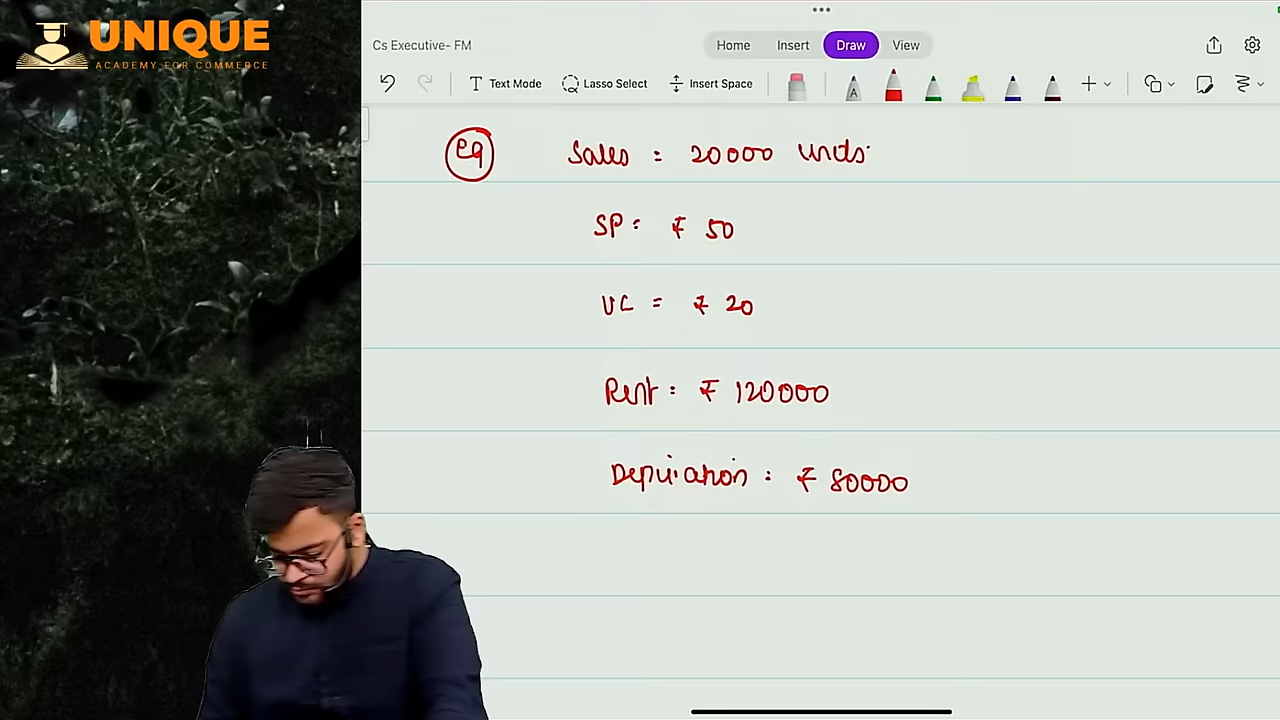 UNIQUE
ACADEMY FOR COMMERCE
Cs Executive- FM
Home Insert Draw View
Text Mode Lasso Select Insert Space
eg Sales = 20000 units
SP = ₹ 50
VC = ₹ 20
Rent = ₹ 120000
Depreciation = ₹ 80000